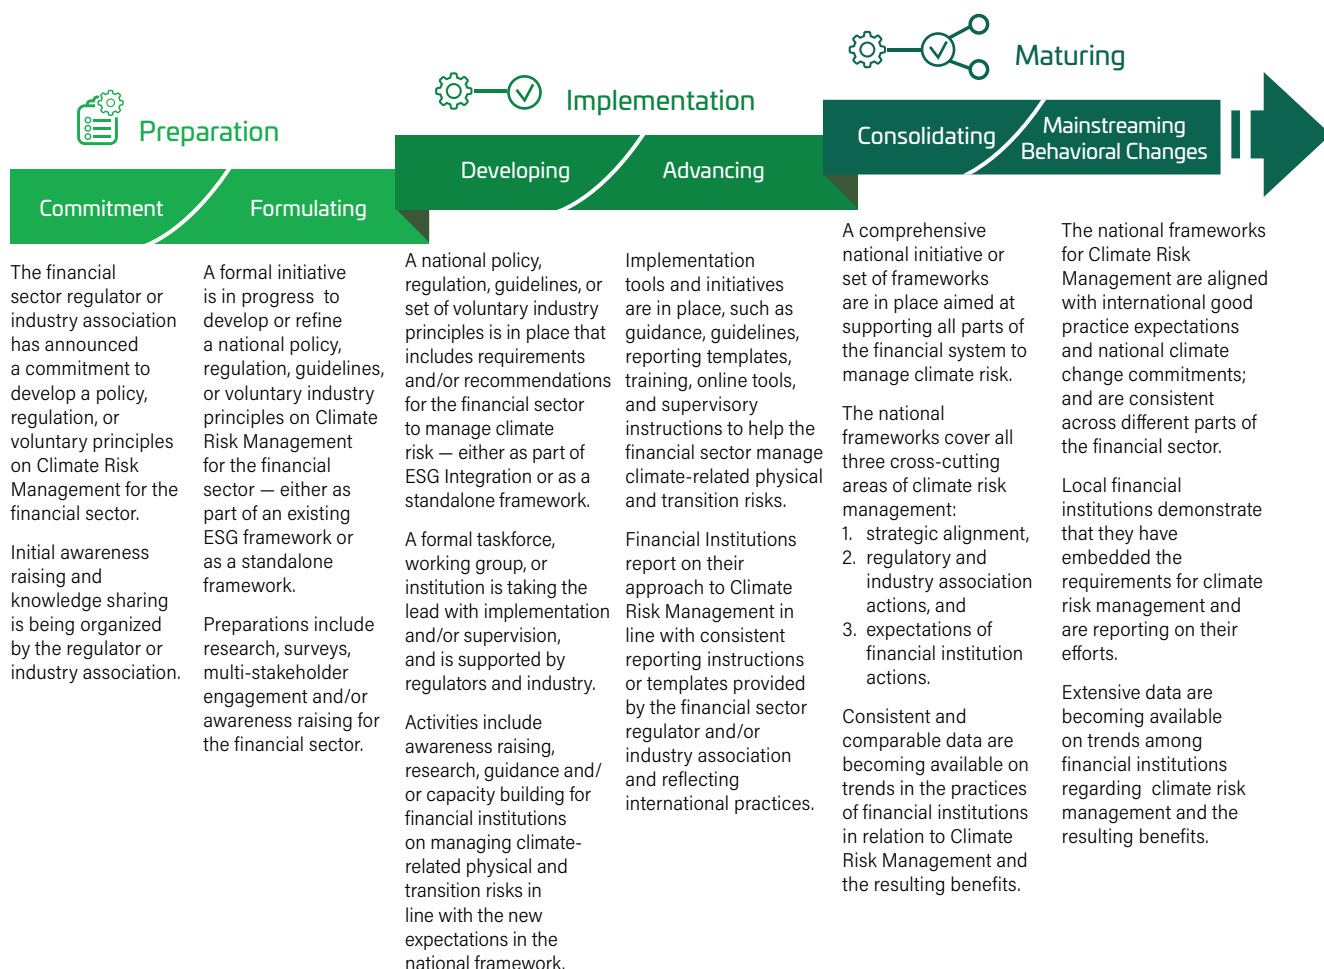 Preparation
Commitment
Formulating
The financial
sector regulator or
industry association
has announced
a commitment to
develop a policy,
regulation, or
voluntary principles
on Climate Risk
Management for the
financial sector.
Initial awareness
raising and
knowledge sharing
is being organized
by the regulator or
industry association.
A formal initiative
is in progress to
develop or refine
a national policy,
regulation, guidelines,
or voluntary industry
principles on Climate
Risk Management
for the financial
sector — either as
part of an existing
ESG framework or
as a standalone
framework.
Preparations include
research, surveys,
multi-stakeholder
engagement and/or
awareness raising for
the financial sector.
Implementation
Developing
Advancing
A national policy,
regulation, guidelines, or
set of voluntary industry
principles is in place that
includes requirements
and/or recommendations
for the financial sector
to manage climate
risk — either as part of
ESG Integration or as a
standalone framework.
A formal taskforce,
working group, or
institution is taking the
lead with implementation
and/or supervision,
and is supported by
regulators and industry.
Activities include
awareness raising,
research, guidance and/
or capacity building for
financial institutions
on managing climate-
related physical and
transition risks in
line with the new
expectations in the
national framework.
Implementation
tools and initiatives
are in place, such as
guidance, guidelines,
reporting templates,
training, online tools,
and supervisory
instructions to help the
financial sector manage
climate-related physical
and transition risks.
Financial Institutions
report on their
approach to Climate
Risk Management in
line with consistent
reporting instructions
or templates provided
by the financial sector
regulator and/or
industry association
and reflecting
international practices.
Maturing
Consolidating
Mainstreaming
Behavioral Changes
A comprehensive
national initiative or
set of frameworks
are in place aimed at
supporting all parts of
the financial system to
manage climate risk.
The national
frameworks cover all
three cross-cutting
areas of climate risk
management:
1. strategic alignment,
2. regulatory and
industry association
actions, and
3. expectations of
financial institution
actions.
Consistent and
comparable data are
becoming available on
trends in the practices
of financial institutions
in relation to Climate
Risk Management and
the resulting benefits.
The national frameworks
for Climate Risk
Management are aligned
with international good
practice expectations
and national climate
change commitments;
and are consistent
across different parts of
the financial sector.
Local financial
institutions demonstrate
that they have
embedded the
requirements for climate
risk management and
are reporting on their
efforts.
Extensive data are
becoming available
on trends among
financial institutions
regarding climate risk
management and the
resulting benefits.